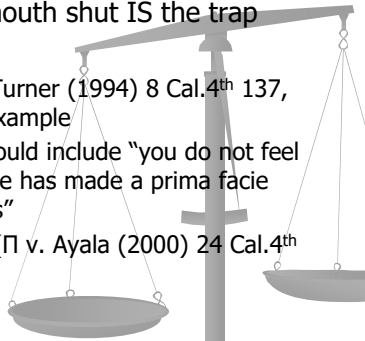 mouth shut IS the trap
Turner (1994) 8 Cal.4th 137,
xample
ould include “you do not feel
e has made a prima facie
s”
(Π v. Ayala (2000) 24 Cal.4th